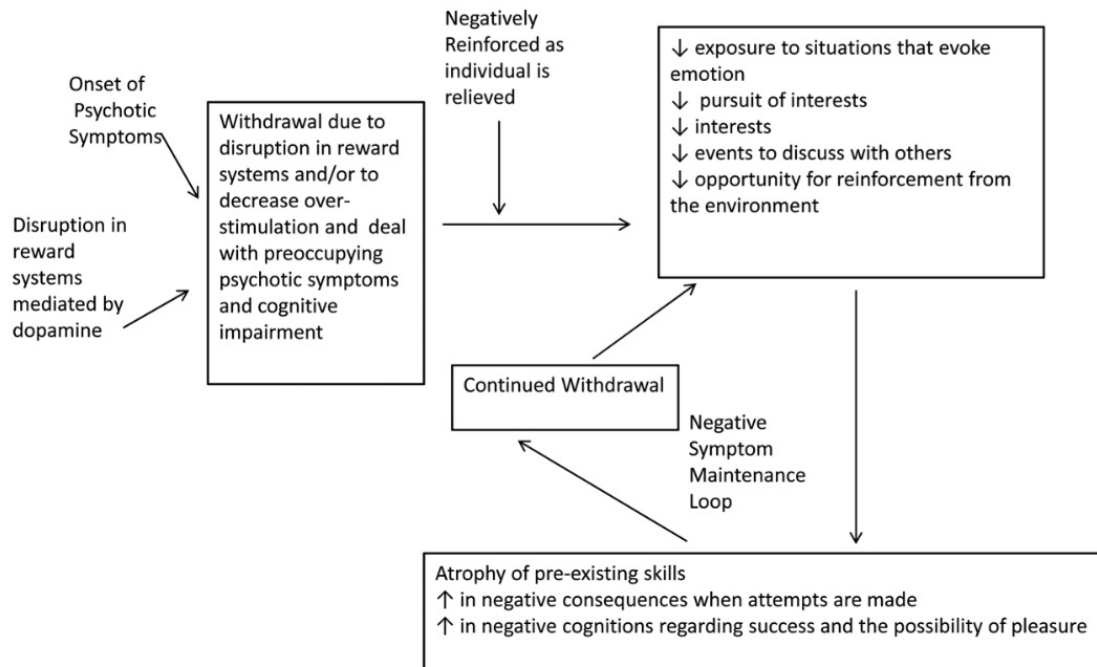 Onset of
Psychotic
Symptoms
Disruption in
reward
systems
mediated by
dopamine
Withdrawal due to
disruption in reward
systems and/or to
decrease over-
stimulation and deal
with preoccupying
psychotic symptoms
and cognitive
impairment
Negatively
Reinforced as
individual is
relieved
↓ exposure to situations that evoke
emotion
↓ pursuit of interests
↓ interests
↓ events to discuss with others
↓ opportunity for reinforcement from
the environment
Continued Withdrawal
Negative
Symptom
Maintenance
Loop
Atrophy of pre-existing skills
↑ in negative consequences when attempts are made
↑ in negative cognitions regarding success and the possibility of pleasure